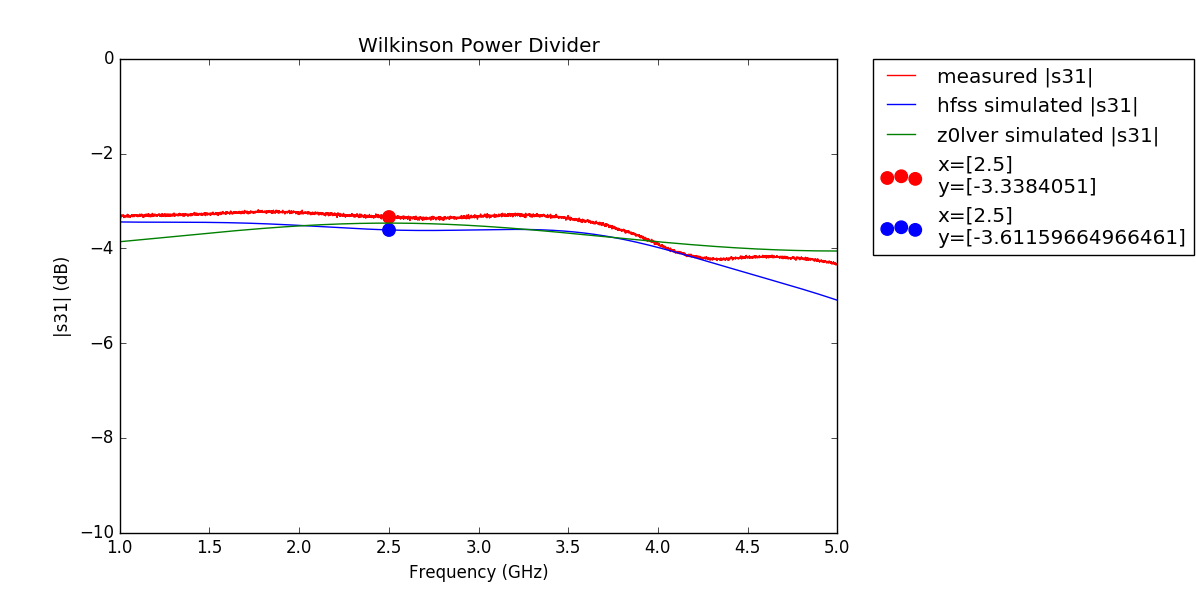 Wilkinson Power Divider
0
−2
−4
−6
−8
−10
|s31| (dB)
1.0 1.5 2.0 2.5 3.0 3.5 4.0 4.5 5.0
Frequency (GHz)
measured |s31|
hfss simulated |s31|
z0lver simulated |s31|
x=[2.5]
y=[-3.3384051]
x=[2.5]
y=[-3.61159664966461]